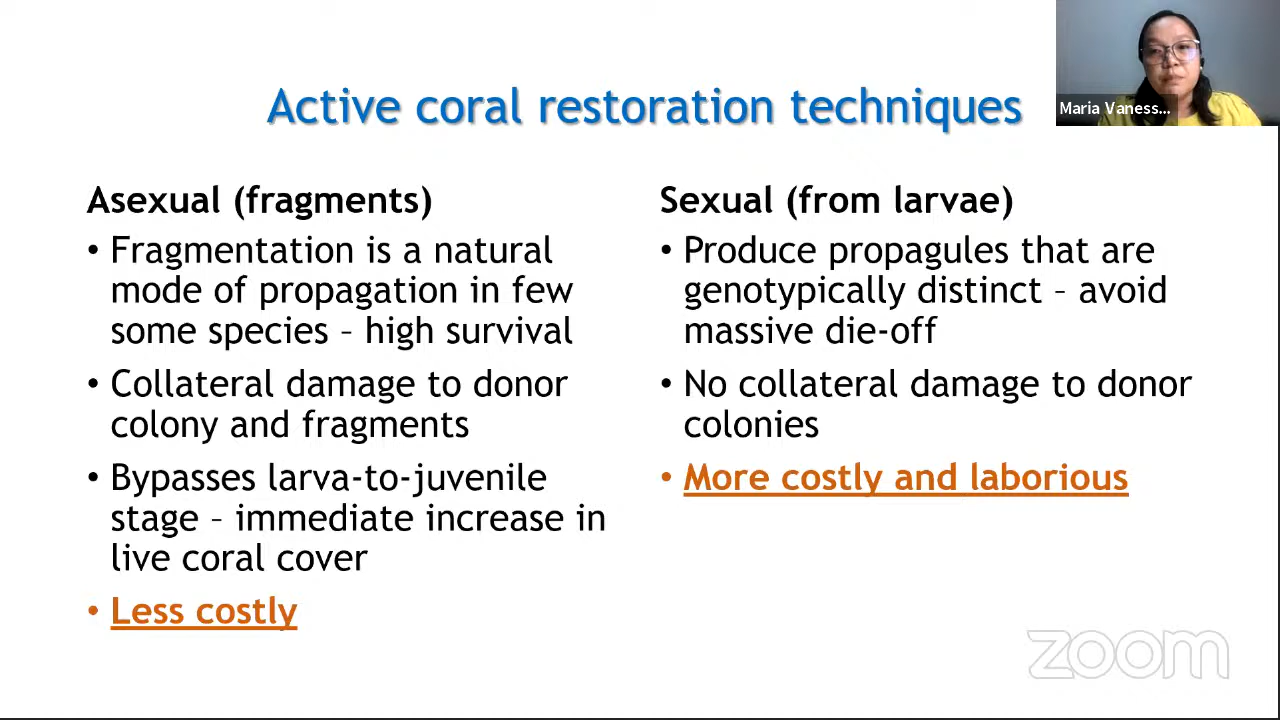 Active coral restoration techniques
Maria Vaness...
Asexual (fragments)
• Fragmentation is a natural
mode of propagation in few
some species – high survival
• Collateral damage to donor
colony and fragments
• Bypasses larva-to-juvenile
stage – immediate increase in
live coral cover
• Less costly
Sexual (from larvae)
• Produce propagules that are
genotypically distinct – avoid
massive die-off
• No collateral damage to donor
colonies
• More costly and laborious
zoom